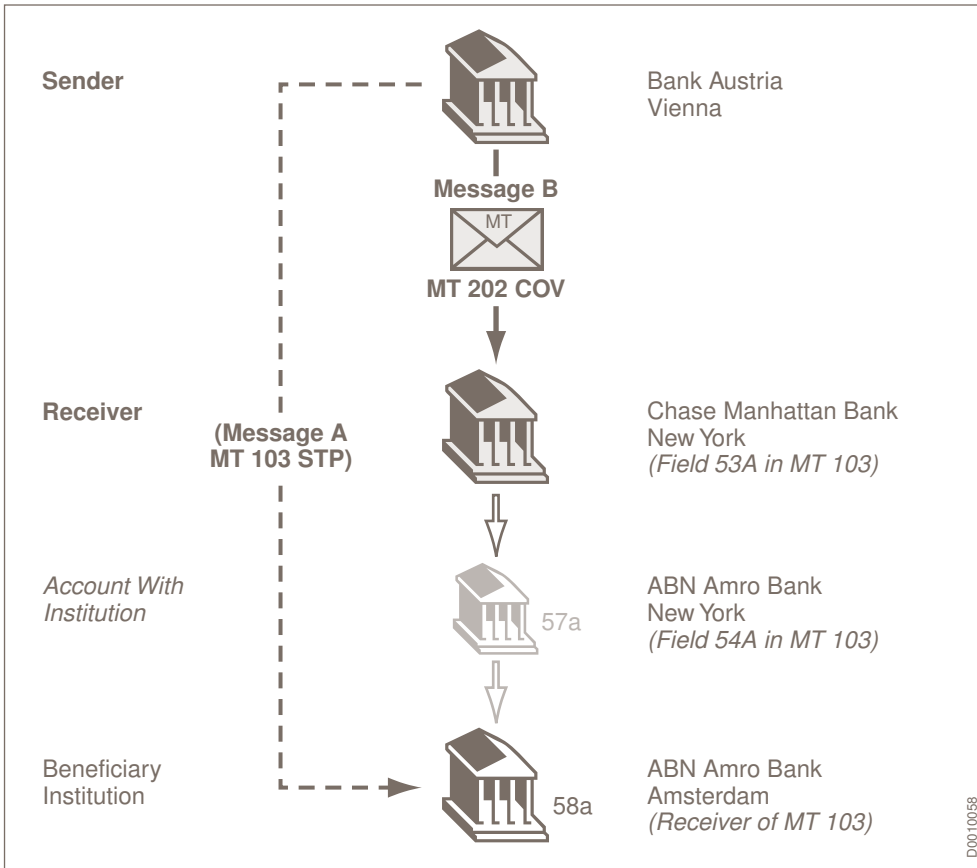 Sender
Bank Austria
Vienna
Message B
MT
MT 202 COV
Receiver
Chase Manhattan Bank
New York
(Field 53A in MT 103)
(Message A
MT 103 STP)
Account With
Institution
57a
ABN Amro Bank
New York
(Field 54A in MT 103)
Beneficiary
Institution
58a
ABN Amro Bank
Amsterdam
(Receiver of MT 103)
D0010058